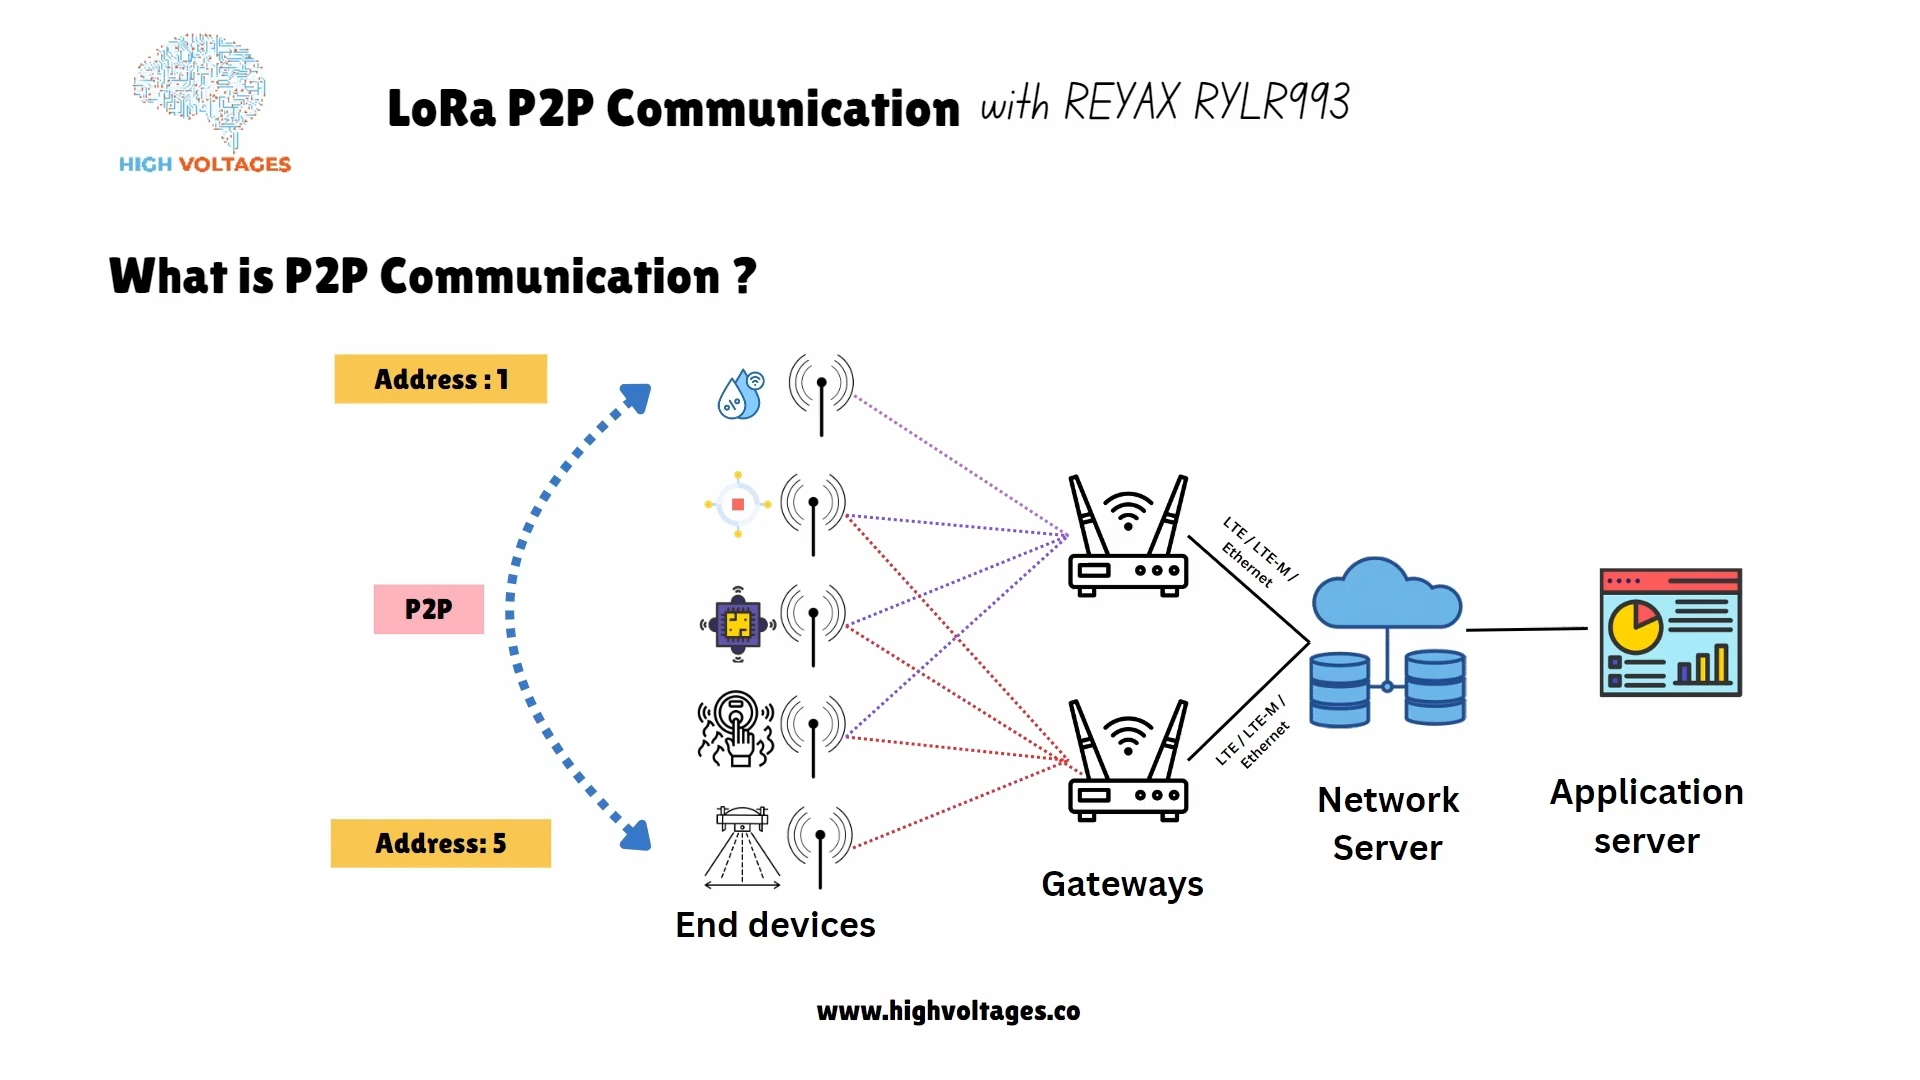 HIGH VOLTAGES
LoRa P2P Communication with REYAX RYLR993
What is P2P Communication ?
Address : 1
P2P
Address: 5
End devices
Gateways
LTE / LTE-M /
Ethernet
LTE / LTE-M /
Ethernet
Network
Server
Application
server
www.highvoltages.co